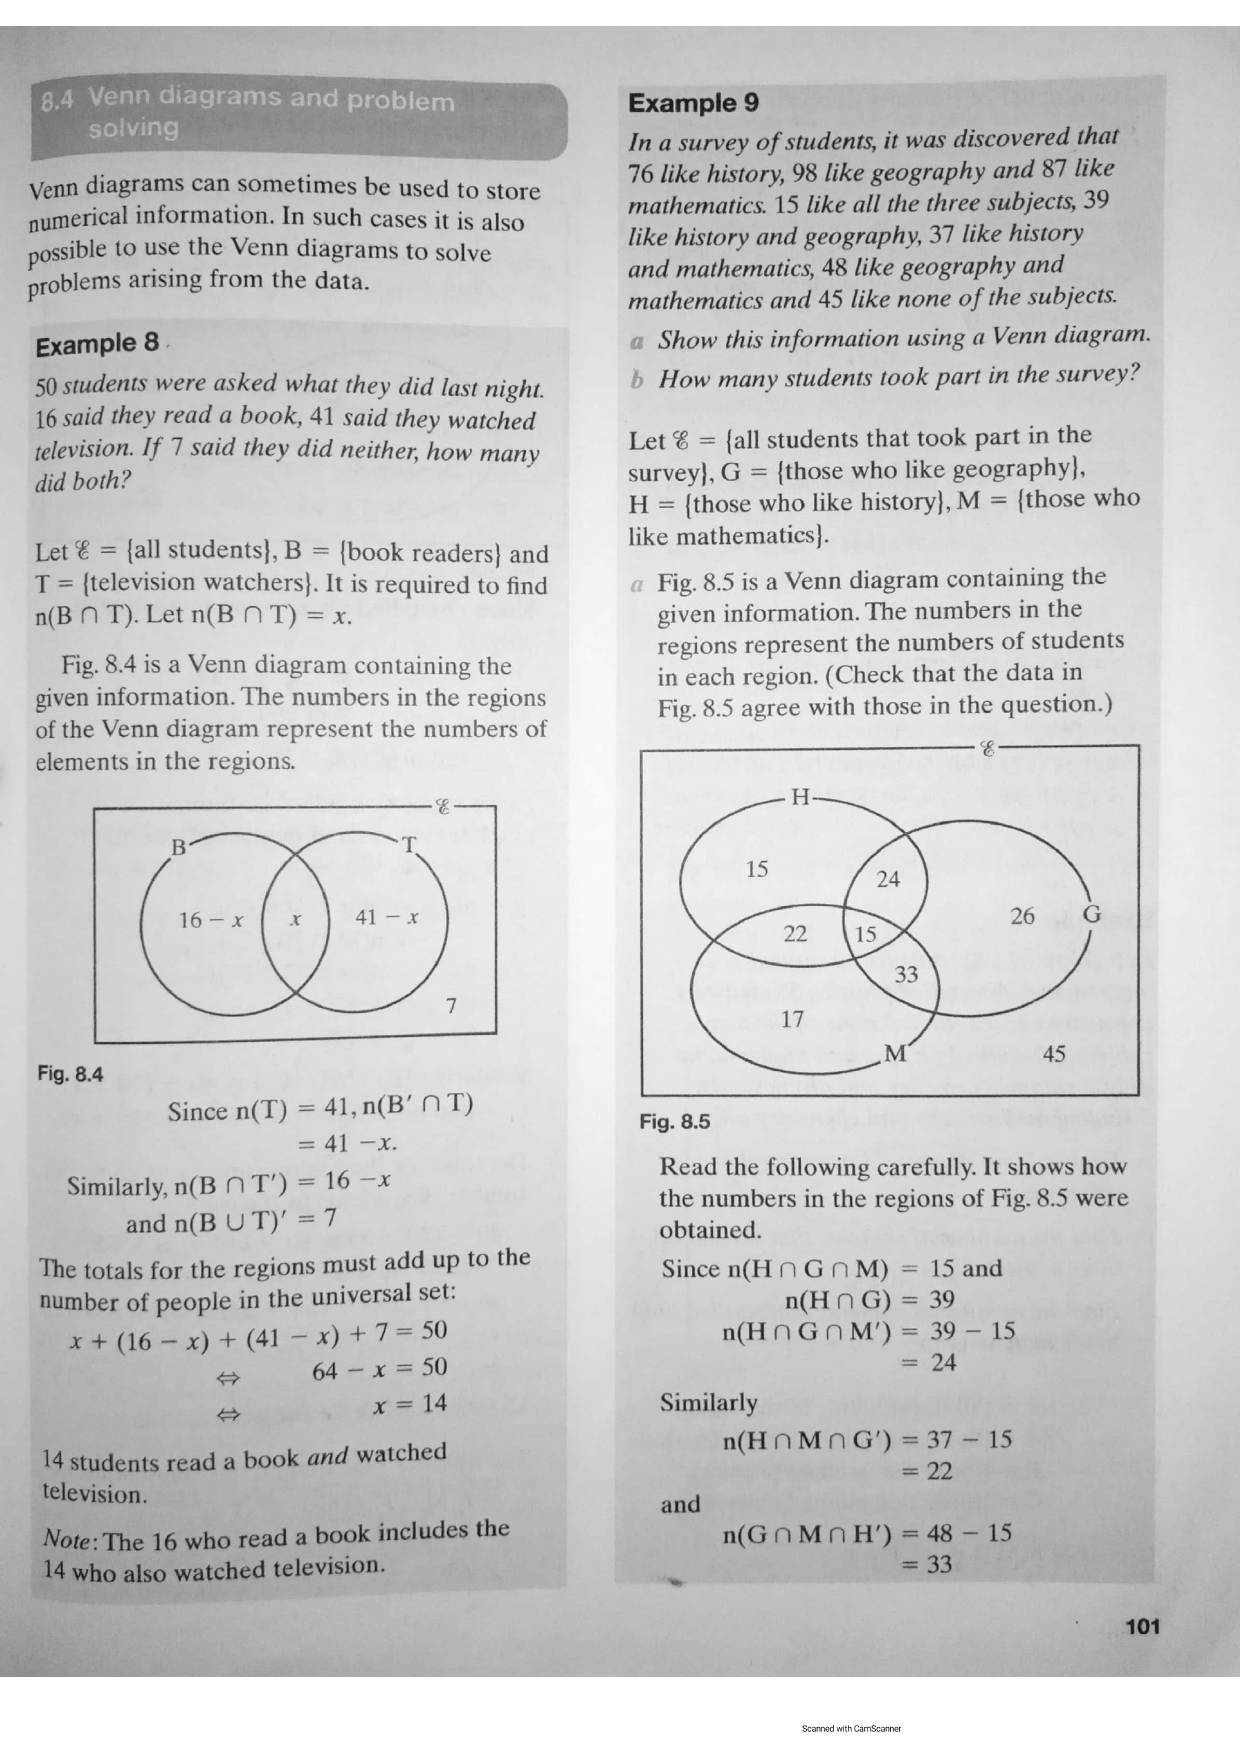 8.4 Venn diagrams and problem
solving
Venn diagrams can sometimes be used to store
numerical information. In such cases it is also
possible to use the Venn diagrams to solve
problems arising from the data.
Example 8
50 students were asked what they did last night.
16 said they read a book, 41 said they watched
television. If 7 said they did neither, how many
did both?
Let ℰ = {all students}, B = {book readers} and
T = {television watchers}. It is required to find
n(B ∩ T). Let n(B ∩ T) = x.
Fig. 8.4 is a Venn diagram containing the
given information. The numbers in the regions
of the Venn diagram represent the numbers of
elements in the regions.
ℰ
B
T
16 – x
x
41 – x
7
Fig. 8.4
Since n(T) = 41, n(B′ ∩ T)
= 41 –x.
Similarly, n(B ∩ T′) = 16 –x
and n(B ∪ T)′ = 7
The totals for the regions must add up to the
number of people in the universal set:
x + (16 – x) + (41 – x) + 7 = 50
⇔ 64 – x = 50
⇔ x = 14
14 students read a book and watched
television.
Note: The 16 who read a book includes the
14 who also watched television.
Example 9
In a survey of students, it was discovered that
76 like history, 98 like geography and 87 like
mathematics. 15 like all the three subjects, 39
like history and geography, 37 like history
and mathematics, 48 like geography and
mathematics and 45 like none of the subjects.
a Show this information using a Venn diagram.
b How many students took part in the survey?
Let ℰ = {all students that took part in the
survey}, G = {those who like geography},
H = {those who like history}, M = {those who
like mathematics}.
a Fig. 8.5 is a Venn diagram containing the
given information. The numbers in the
regions represent the numbers of students
in each region. (Check that the data in
Fig. 8.5 agree with those in the question.)
ℰ
H
15
24
26
G
22
15
33
17
M
45
Fig. 8.5
Read the following carefully. It shows how
the numbers in the regions of Fig. 8.5 were
obtained.
Since n(H ∩ G ∩ M) = 15 and
n(H ∩ G) = 39
n(H ∩ G ∩ M′) = 39 – 15
= 24
Similarly
n(H ∩ M ∩ G′) = 37 – 15
= 22
and
n(G ∩ M ∩ H′) = 48 – 15
= 33
101
Scanned with CamScanner